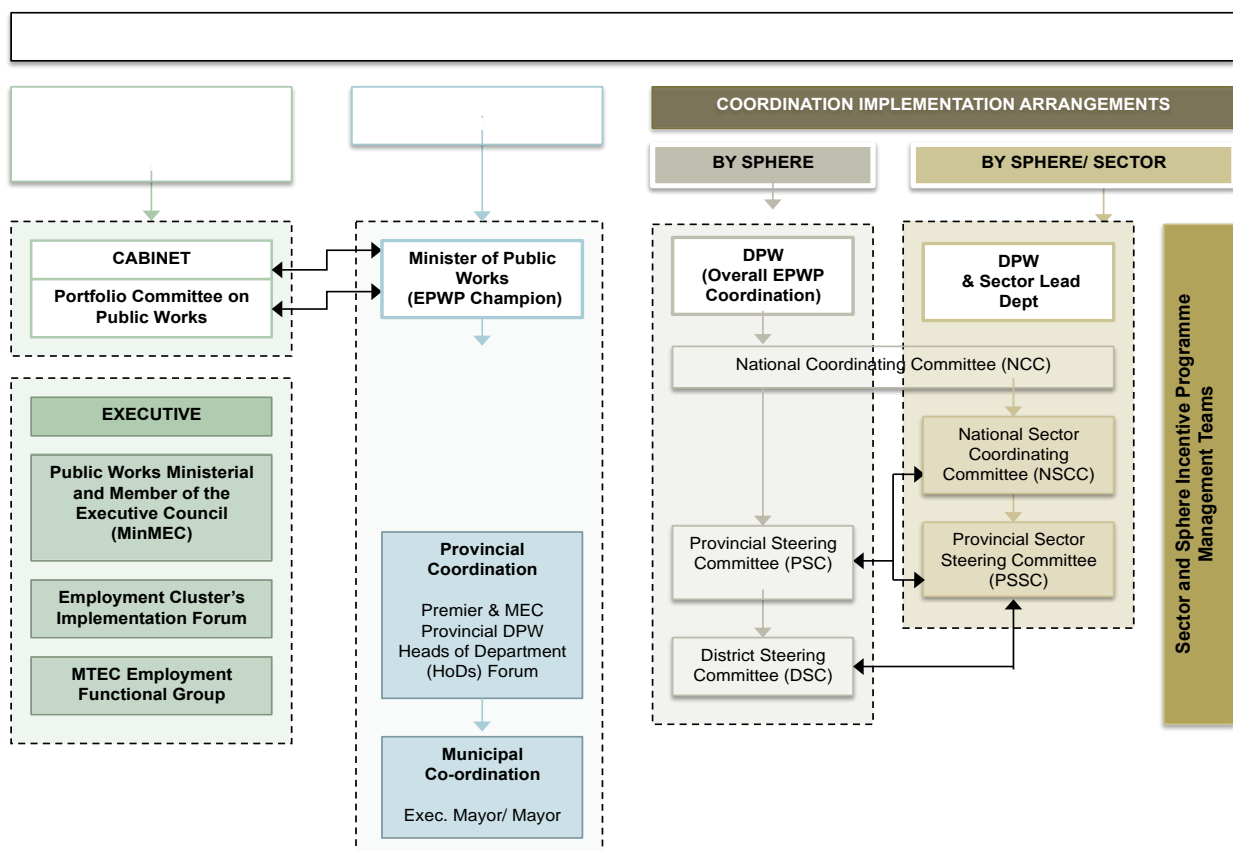 COORDINATION IMPLEMENTATION ARRANGEMENTS
BY SPHERE
BY SPHERE/ SECTOR
CABINET
Portfolio Committee on
Public Works
EXECUTIVE
Public Works Ministerial
and Member of the
Executive Council
(MinMEC)
Employment Cluster’s
Implementation Forum
MTEC Employment
Functional Group
Minister of Public
Works
(EPWP Champion)
Provincial
Coordination
Premier & MEC
Provincial DPW
Heads of Department
(HoDs) Forum
Municipal
Co-ordination
Exec. Mayor/ Mayor
DPW
(Overall EPWP
Coordination)
DPW
& Sector Lead
Dept
National Coordinating Committee (NCC)
National Sector
Coordinating
Committee (NSCC)
Provincial Steering
Committee (PSC)
Provincial Sector
Steering Committee
(PSSC)
District Steering
Committee (DSC)
Sector and Sphere Incentive Programme
Management Teams